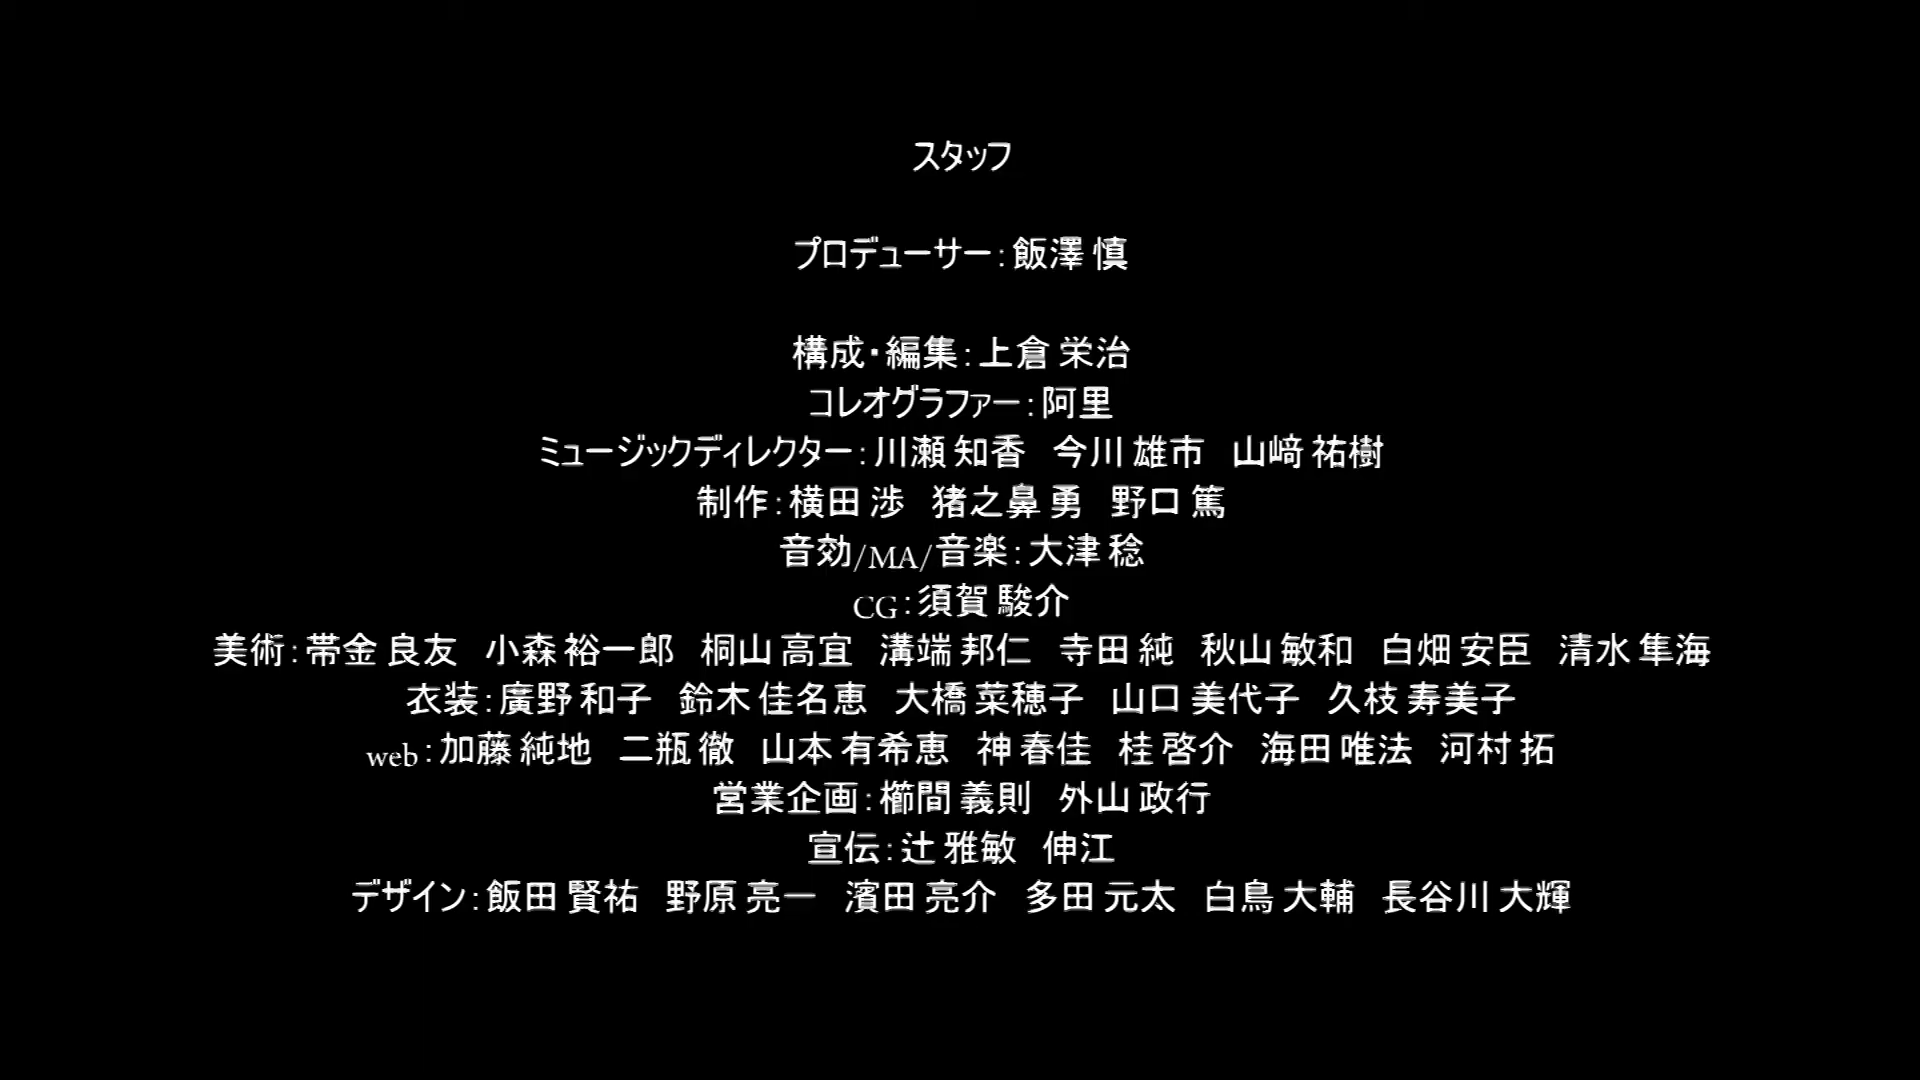 スタッフ
プロデューサー:飯澤 慎
構成・編集:上倉 栄治
コレオグラファー:阿里
ミュージックディレクター:川瀬 知香　今川 雄市　山﨑 祐樹
制作:横田 渉　猪之鼻 勇　野口 篤
音効/MA/音楽:大津 稔
CG:須賀 駿介
美術:帯金 良友　小森 裕一郎　桐山 高宜　溝端 邦仁　寺田 純　秋山 敏和　白畑 安臣　清水 隼海
衣装:廣野 和子　鈴木 佳名恵　大橋 菜穂子　山口 美代子　久枝 寿美子
web:加藤 純地　二瓶 徹　山本 有希恵　神 春佳　桂 啓介　海田 唯法　河村 拓
営業企画:櫛間 義則　外山 政行
宣伝:辻 雅敏　伸江
デザイン:飯田 賢祐　野原 亮一　濱田 亮介　多田 元太　白鳥 大輔　長谷川 大輝